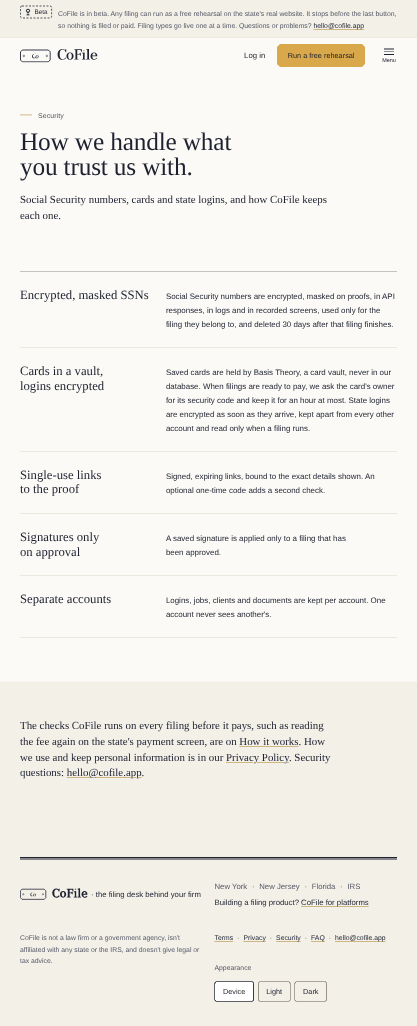 Beta
CoFile is in beta. Any filing can run as a free rehearsal on the state's real website. It stops before the last button,
so nothing is filed or paid. Filing types go live one at a time. Questions or problems? hello@cofile.app
Co CoFile
Log in
Run a free rehearsal
Menu
Security
How we handle what
you trust us with.
Social Security numbers, cards and state logins, and how CoFile keeps
each one.
Encrypted, masked SSNs
Social Security numbers are encrypted, masked on proofs, in API
responses, in logs and in recorded screens, used only for the
filing they belong to, and deleted 30 days after that filing finishes.
Cards in a vault,
logins encrypted
Saved cards are held by Basis Theory, a card vault, never in our
database. When filings are ready to pay, we ask the card's owner
for its security code and keep it for an hour at most. State logins
are encrypted as soon as they arrive, kept apart from every other
account and read only when a filing runs.
Single-use links
to the proof
Signed, expiring links, bound to the exact details shown. An
optional one-time code adds a second check.
Signatures only
on approval
A saved signature is applied only to a filing that has
been approved.
Separate accounts
Logins, jobs, clients and documents are kept per account. One
account never sees another's.
The checks CoFile runs on every filing before it pays, such as reading
the fee again on the state's payment screen, are on How it works. How
we use and keep personal information is in our Privacy Policy. Security
questions: hello@cofile.app.
Co CoFile · the filing desk behind your firm
New York · New Jersey · Florida · IRS
Building a filing product? CoFile for platforms
CoFile is not a law firm or a government agency, isn't
affiliated with any state or the IRS, and doesn't give legal or
tax advice.
Terms · Privacy · Security · FAQ · hello@cofile.app
Appearance
Device Light Dark